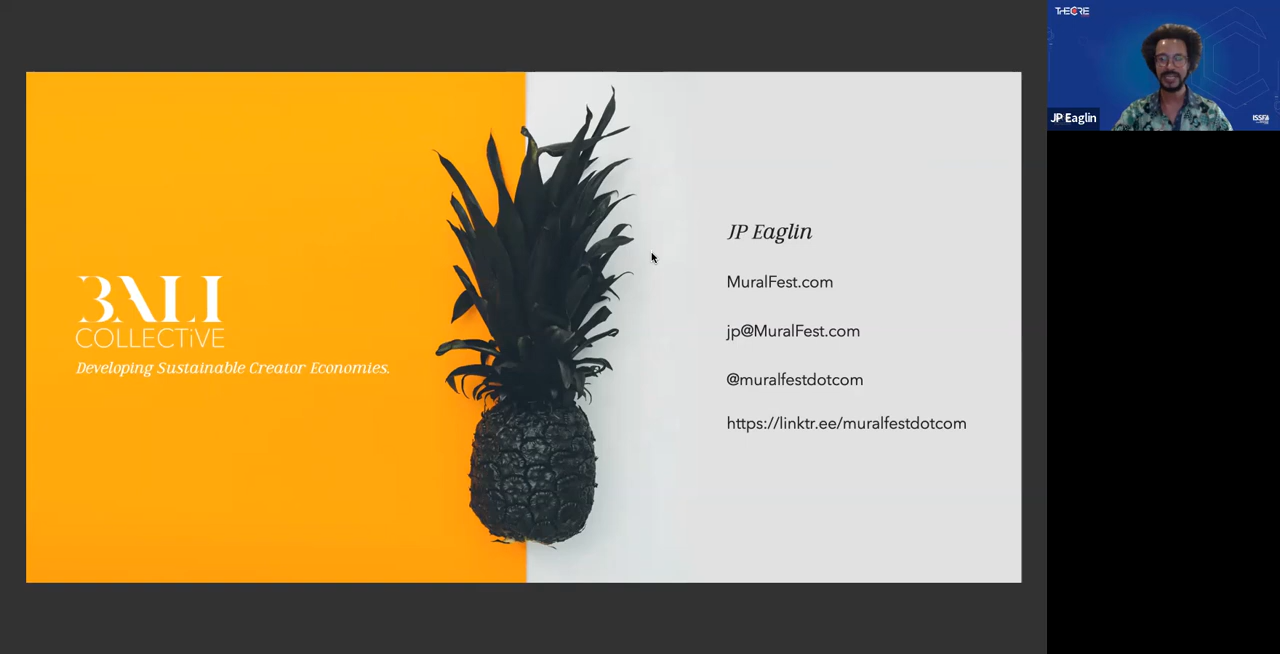 BALI
COLLECTiVE
Developing Sustainable Creator Economies.
JP Eaglin
MuralFest.com
jp@MuralFest.com
@muralfestdotcom
https://linktr.ee/muralfestdotcom
JP Eaglin
ISSFA